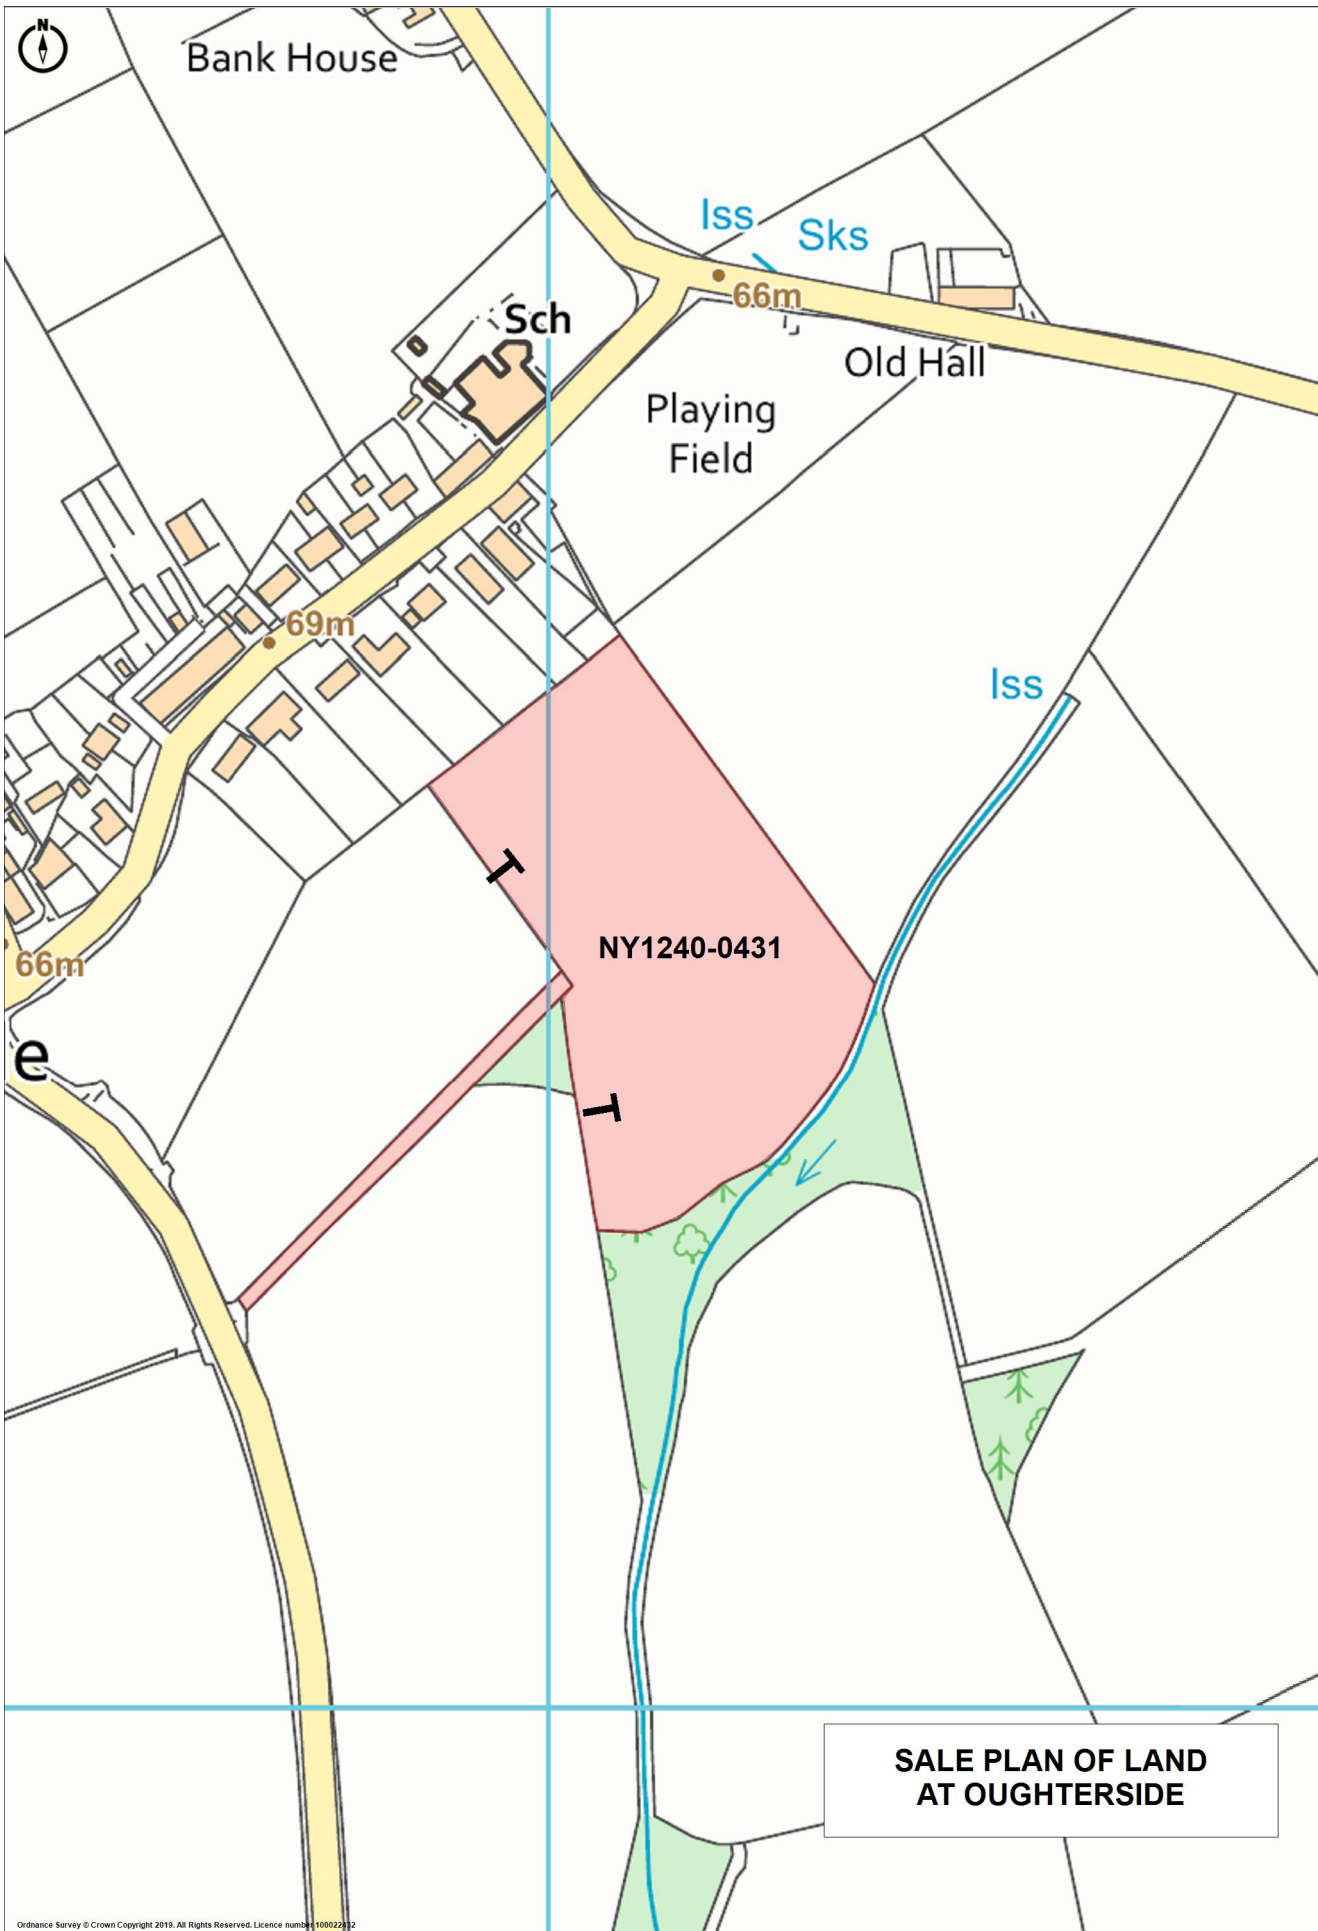 N
Bank House
Iss
Sks
66m
Sch
Old Hall
Playing
Field
69m
Iss
NY1240-0431
66m
e
SALE PLAN OF LAND
AT OUGHTERSIDE
Ordnance Survey © Crown Copyright 2019. All Rights Reserved. Licence number 100022432